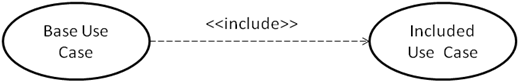 Base Use
Case
<<include>>
Included
Use Case